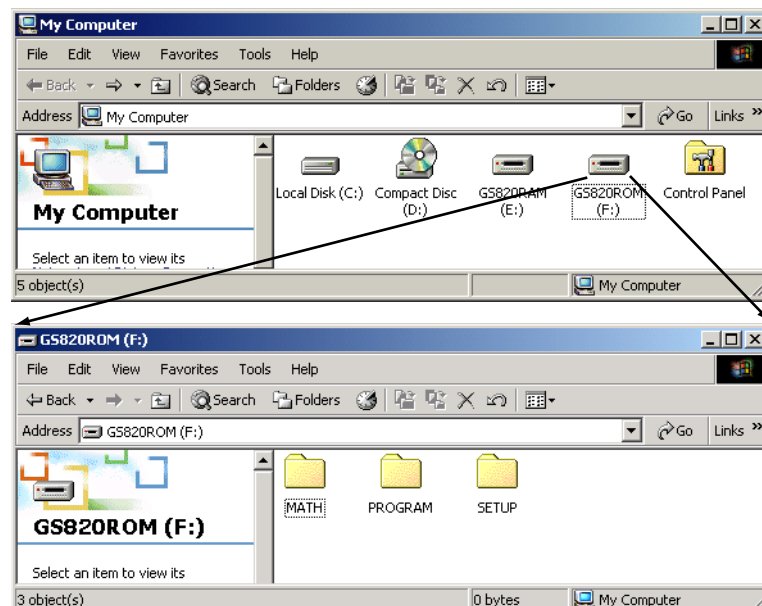 My Computer
File Edit View Favorites Tools Help
Back Search Folders
Address My Computer Go Links »
My Computer
Select an item to view its
Local Disk (C:)
Compact Disc (D:)
GS820RAM (E:)
GS820ROM (F:)
Control Panel
5 object(s) My Computer
GS820ROM (F:)
File Edit View Favorites Tools Help
Back Search Folders
Address GS820ROM (F:) Go Links »
GS820ROM (F:)
Select an item to view its
MATH PROGRAM SETUP
3 object(s) 0 bytes My Computer